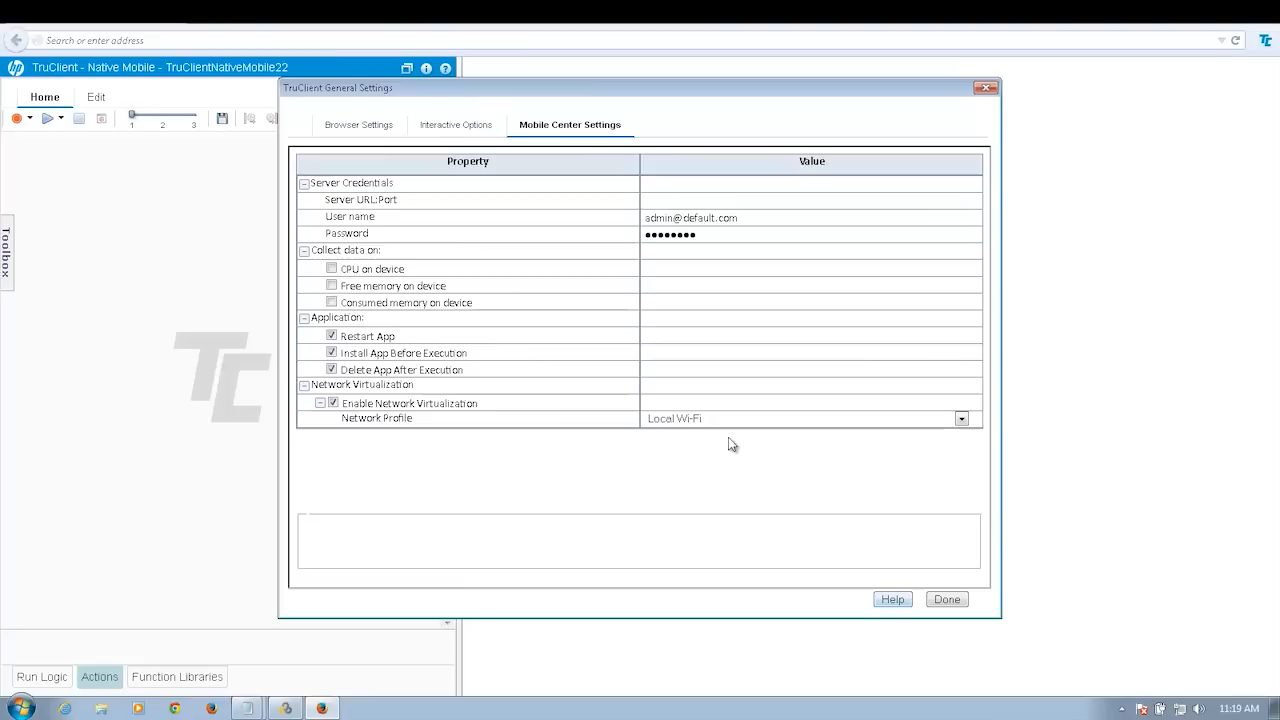 Search or enter address
TC
hp TruClient - Native Mobile - TruClientNativeMobile22
TruClient General Settings
Home Edit
Browser Settings Interactive Options Mobile Center Settings
1 2 3
Property Value
Server Credentials
Server URL:Port
User name admin@default.com
Password ●●●●●●●●
Collect data on:
CPU on device
Free memory on device
Consumed memory on device
Application:
Restart App
Install App Before Execution
Delete App After Execution
Network Virtualization
Enable Network Virtualization
Network Profile Local Wi-Fi
Toolbox
TC
Help Done
Run Logic Actions Function Libraries
11:19 AM